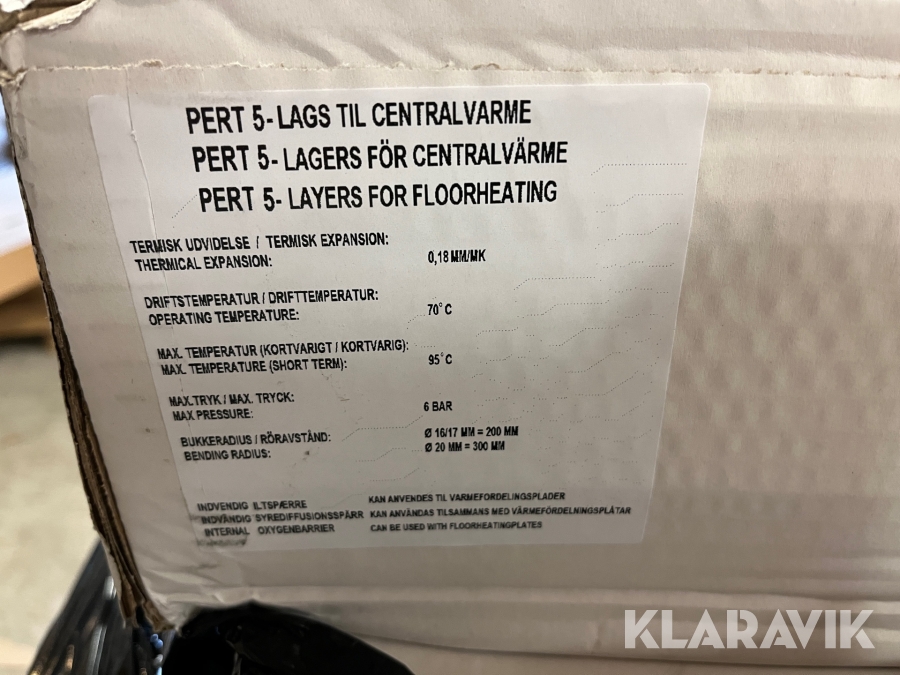 PERT 5- LAGS TIL CENTRALVARME
PERT 5- LAGERS FÖR CENTRALVÄRME
PERT 5- LAYERS FOR FLOORHEATING
TERMISK UDVIDELSE / TERMISK EXPANSION:
THERMICAL EXPANSION: 0,18 MM/MK
DRIFTSTEMPERATUR / DRIFTTEMPERATUR:
OPERATING TEMPERATURE: 70°C
MAX. TEMPERATUR (KORTVARIGT / KORTVARIG):
MAX. TEMPERATURE (SHORT TERM): 95°C
MAX.TRYK / MAX. TRYCK:
MAX PRESSURE: 6 BAR
BUKKERADIUS / RÖRAVSTÅND: Ø 16/17 MM = 200 MM
BENDING RADIUS: Ø 20 MM = 300 MM
INDVENDIG ILTSPÆRRE KAN ANVENDES TIL VARMEFORDELINGSPLADER
INDVÄNDIG SYREDIFFUSIONSSPÄRR KAN ANVÄNDAS TILSAMMANS MED VÄRMEFÖRDELNINGSPLÅTAR
INTERNAL OXYGENBARRIER CAN BE USED WITH FLOORHEATINGPLATES
KLARAVIK